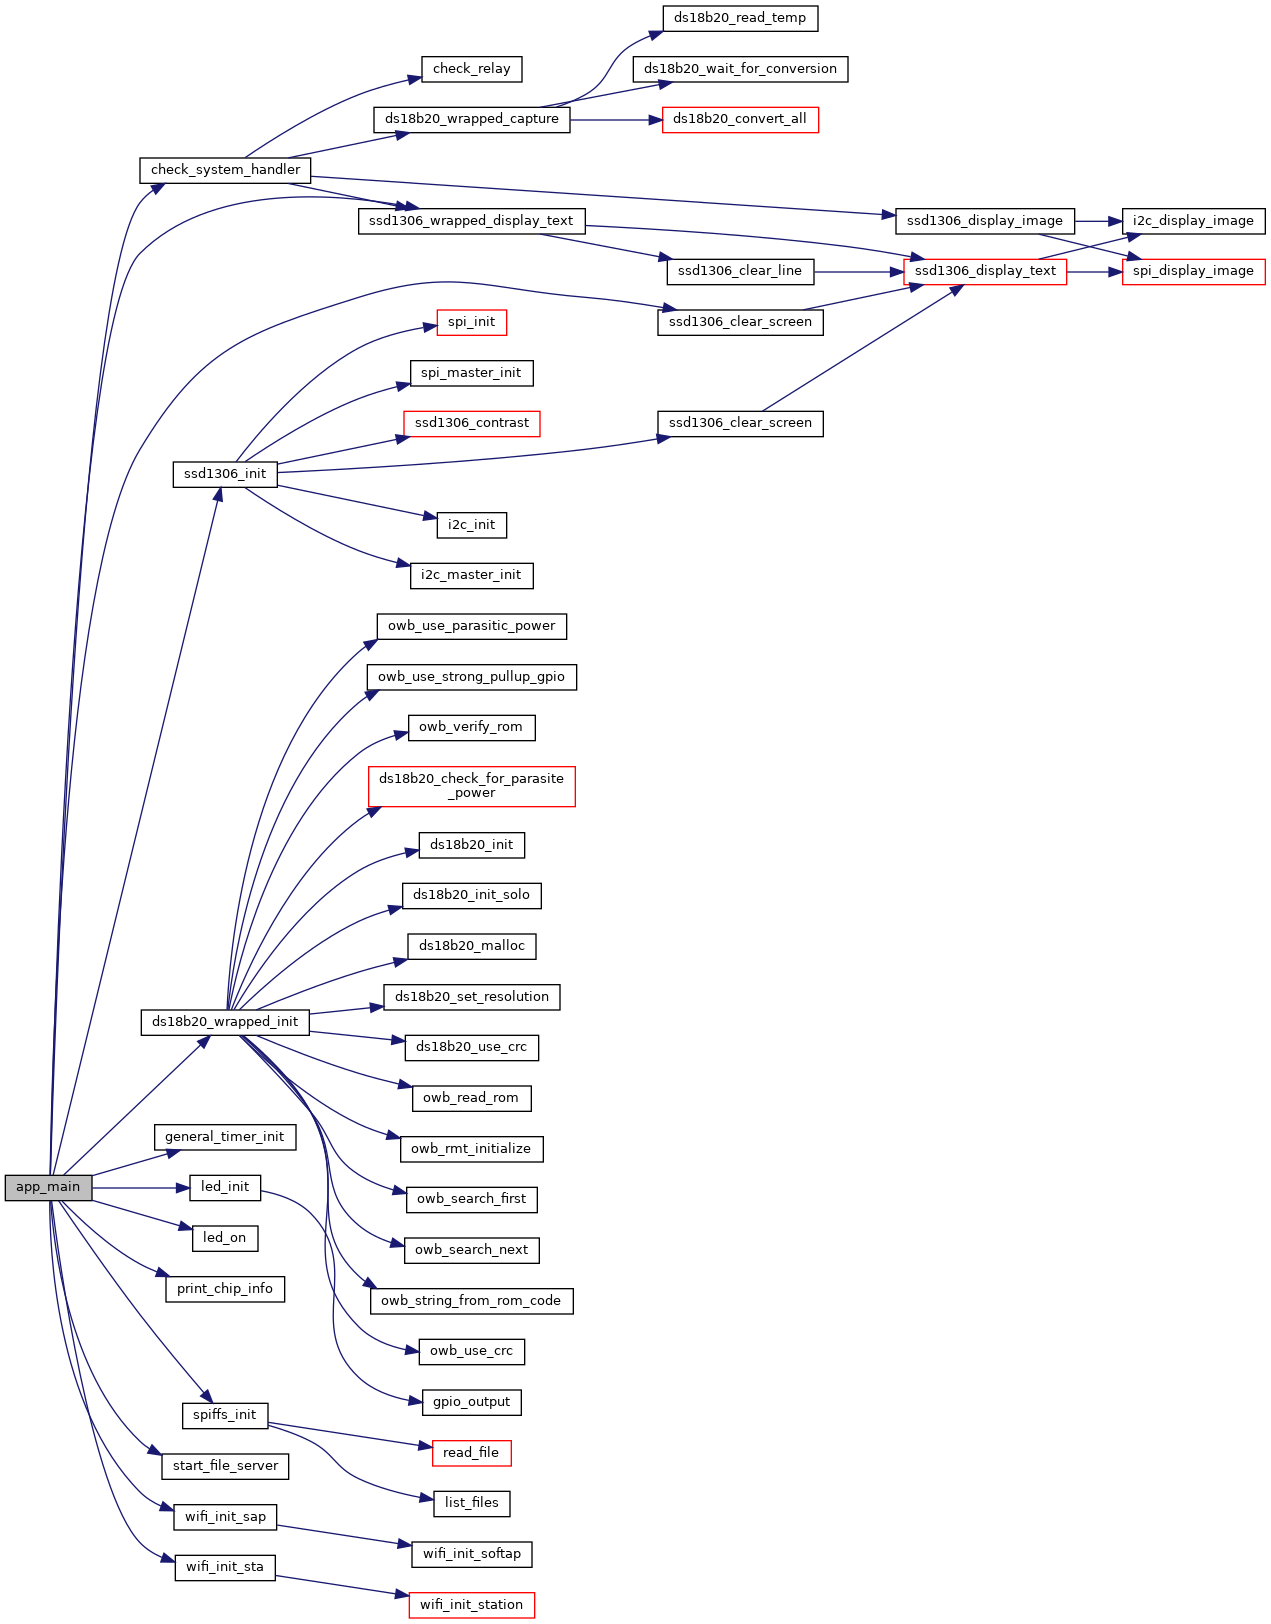 ds18b20_read_temp
check_relay
ds18b20_wait_for_conversion
ds18b20_wrapped_capture
ds18b20_convert_all
check_system_handler
ssd1306_wrapped_display_text
ssd1306_display_image
i2c_display_image
ssd1306_clear_line
ssd1306_display_text
spi_display_image
spi_init
ssd1306_clear_screen
spi_master_init
ssd1306_contrast
ssd1306_clear_screen
ssd1306_init
i2c_init
i2c_master_init
owb_use_parasitic_power
owb_use_strong_pullup_gpio
owb_verify_rom
ds18b20_check_for_parasite
_power
ds18b20_init
ds18b20_init_solo
ds18b20_malloc
ds18b20_set_resolution
ds18b20_wrapped_init
ds18b20_use_crc
owb_read_rom
general_timer_init
owb_rmt_initialize
app_main
led_init
owb_search_first
led_on
owb_search_next
print_chip_info
owb_string_from_rom_code
owb_use_crc
gpio_output
spiffs_init
read_file
start_file_server
list_files
wifi_init_sap
wifi_init_softap
wifi_init_sta
wifi_init_station